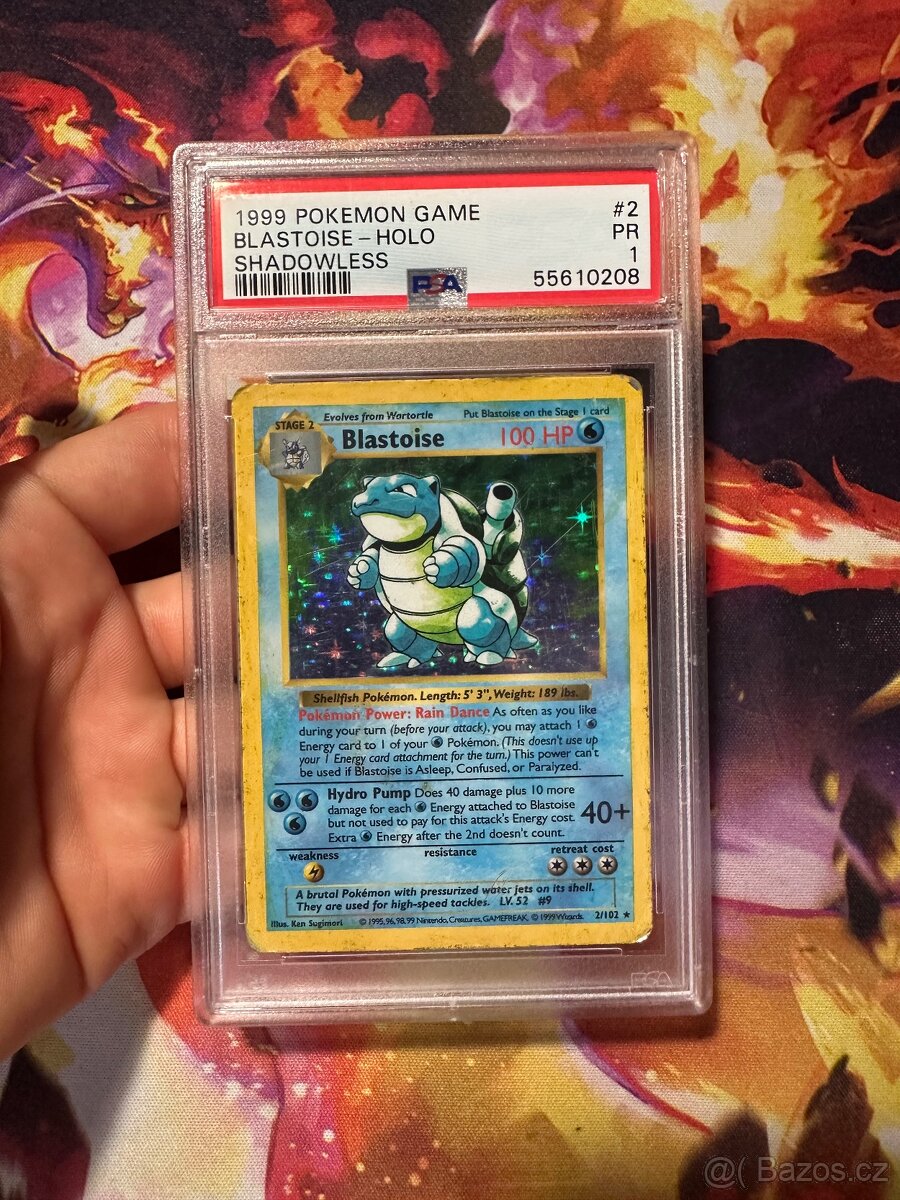 1999 POKEMON GAME #2
BLASTOISE – HOLO PR
SHADOWLESS 1
PSA 55610208
Evolves from Wartortle Put Blastoise on the Stage 1 card
STAGE 2
Blastoise 100 HP
Shellfish Pokémon. Length: 5' 3", Weight: 189 lbs.
Pokémon Power: Rain Dance As often as you like
during your turn (before your attack), you may attach 1
Energy card to 1 of your Pokémon. (This doesn't use up
your 1 Energy card attachment for the turn.) This power can't
be used if Blastoise is Asleep, Confused, or Paralyzed.
Hydro Pump Does 40 damage plus 10 more
damage for each Energy attached to Blastoise
but not used to pay for this attack's Energy cost.
Extra Energy after the 2nd doesn't count.
40+
weakness resistance retreat cost
A brutal Pokémon with pressurized water jets on its shell.
They are used for high-speed tackles. LV. 52 #9
Illus. Ken Sugimori © 1995, 96, 98, 99 Nintendo, Creatures, GAMEFREAK. © 1999 Wizards. 2/102 ★
PSA
@( Bazos.cz